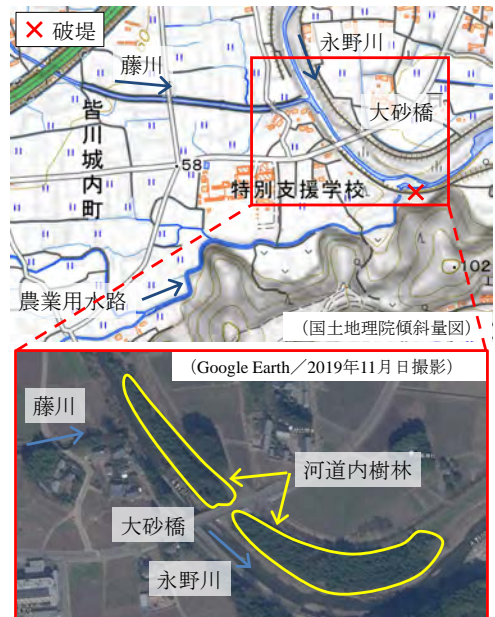 × 破堤
永野川
藤川
大砂橋
皆川城内町
58
特別支援学校
102
農業用水路
（国土地理院傾斜量図）
（Google Earth／2019年11月日撮影）
藤川
河道内樹林
大砂橋
永野川